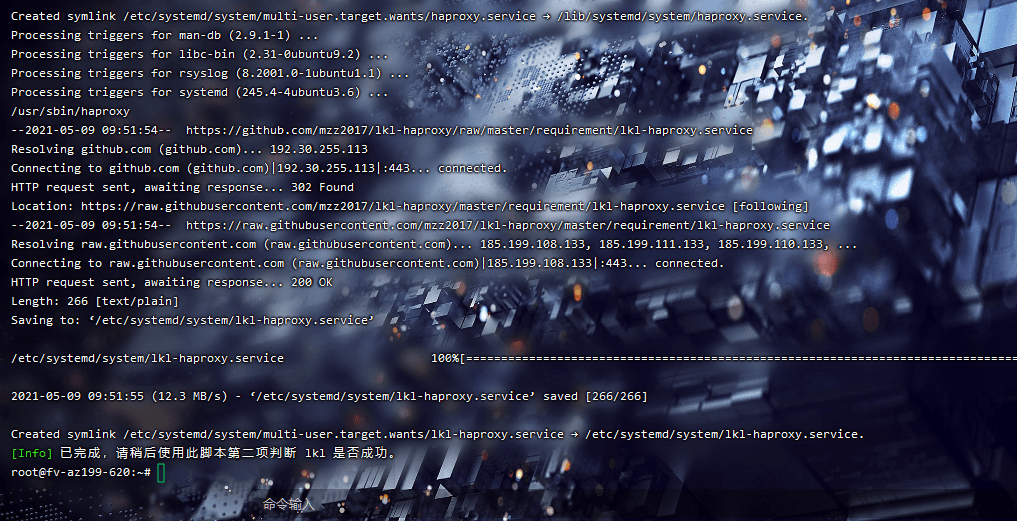 Created symlink /etc/systemd/system/multi-user.target.wants/haproxy.service → /lib/systemd/system/haproxy.service.
Processing triggers for man-db (2.9.1-1) ...
Processing triggers for libc-bin (2.31-0ubuntu9.2) ...
Processing triggers for rsyslog (8.2001.0-1ubuntu1.1) ...
Processing triggers for systemd (245.4-4ubuntu3.6) ...
/usr/sbin/haproxy
--2021-05-09 09:51:54--  https://github.com/mzz2017/lkl-haproxy/raw/master/requirement/lkl-haproxy.service
Resolving github.com (github.com)... 192.30.255.113
Connecting to github.com (github.com)|192.30.255.113|:443... connected.
HTTP request sent, awaiting response... 302 Found
Location: https://raw.githubusercontent.com/mzz2017/lkl-haproxy/master/requirement/lkl-haproxy.service [following]
--2021-05-09 09:51:54--  https://raw.githubusercontent.com/mzz2017/lkl-haproxy/master/requirement/lkl-haproxy.service
Resolving raw.githubusercontent.com (raw.githubusercontent.com)... 185.199.108.133, 185.199.111.133, 185.199.110.133, ...
Connecting to raw.githubusercontent.com (raw.githubusercontent.com)|185.199.108.133|:443... connected.
HTTP request sent, awaiting response... 200 OK
Length: 266 [text/plain]
Saving to: ‘/etc/systemd/system/lkl-haproxy.service’
/etc/systemd/system/lkl-haproxy.service 100%[==============================================================================
2021-05-09 09:51:55 (12.3 MB/s) - ‘/etc/systemd/system/lkl-haproxy.service’ saved [266/266]
Created symlink /etc/systemd/system/multi-user.target.wants/lkl-haproxy.service → /etc/systemd/system/lkl-haproxy.service.
[Info] 已完成，请稍后使用此脚本第二项判断 lkl 是否成功。
root@fv-az199-620:~#
命令输入